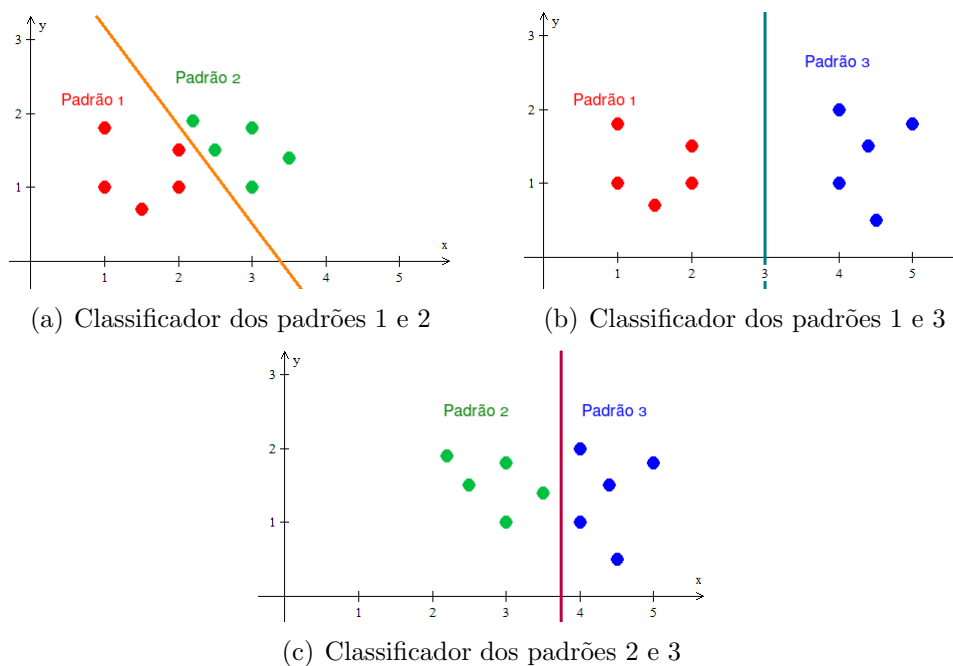 y
3
Padrão 2
Padrão 1
2
1
x
1 2 3 4 5
(a) Classificador dos padrões 1 e 2
y
3
Padrão 3
Padrão 1
2
1
1 2 3 4 5
(b) Classificador dos padrões 1 e 3
y
3
Padrão 2 Padrão 3
2
1
x
1 2 3 4 5
(c) Classificador dos padrões 2 e 3